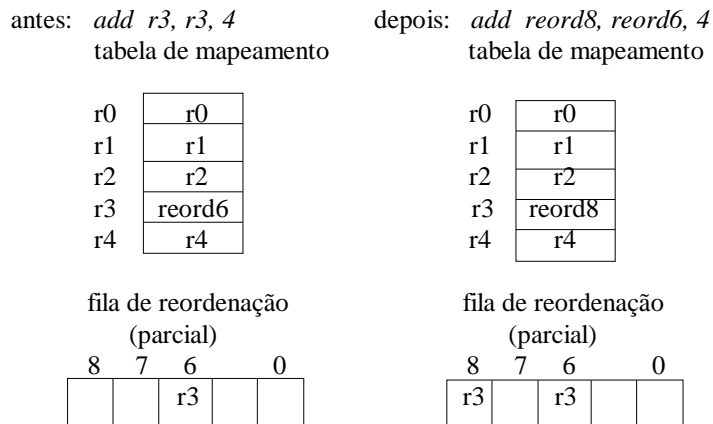 antes: add r3, r3, 4
tabela de mapeamento
r0 r0
r1 r1
r2 r2
r3 reord6
r4 r4
fila de reordenação
(parcial)
8 7 6 0
r3
depois: add reord8, reord6, 4
tabela de mapeamento
r0 r0
r1 r1
r2 r2
r3 reord8
r4 r4
fila de reordenação
(parcial)
8 7 6 0
r3 r3